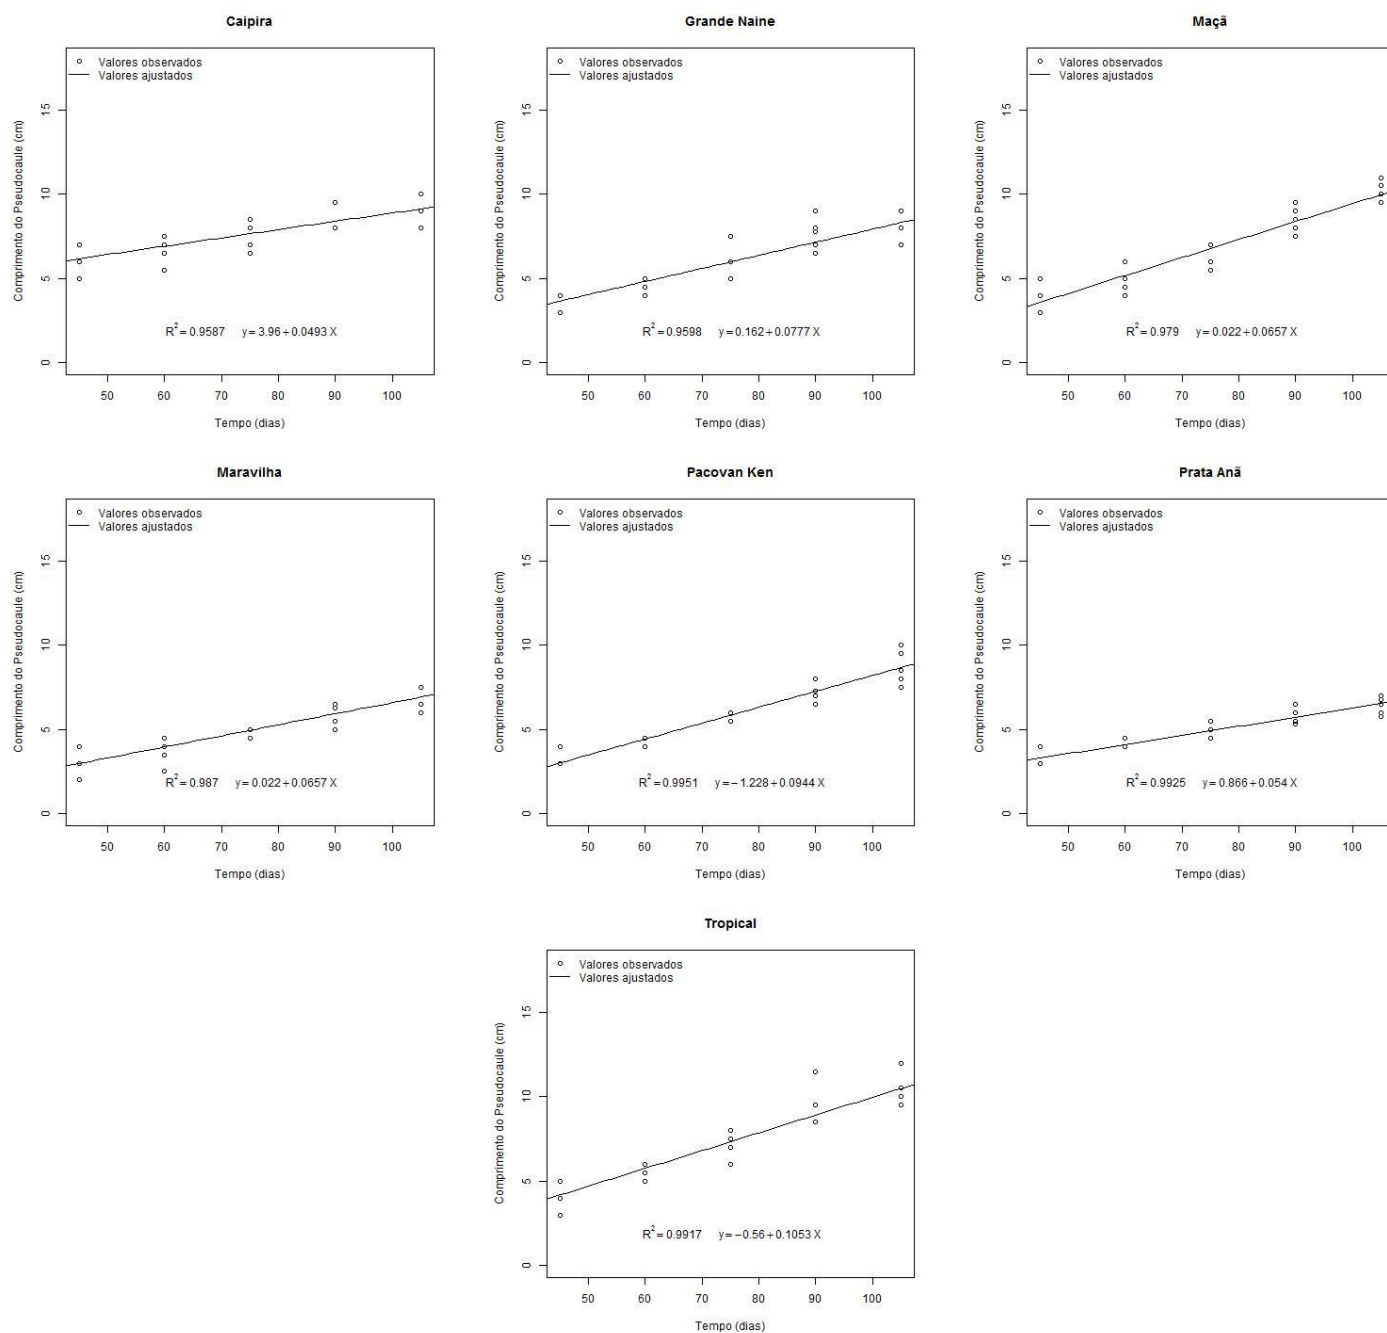 Caipira
Valores observados
Valores ajustados
Comprimento do Pseudocaule (cm)
0 5 10 15
R² = 0.9587 y = 3.96 + 0.0493 X
50 60 70 80 90 100
Tempo (dias)
Grande Naine
Valores observados
Valores ajustados
Comprimento do Pseudocaule (cm)
0 5 10 15
R² = 0.9598 y = 0.162 + 0.0777 X
50 60 70 80 90 100
Tempo (dias)
Maçã
Valores observados
Valores ajustados
Comprimento do Pseudocaule (cm)
0 5 10 15
R² = 0.979 y = 0.022 + 0.0657 X
50 60 70 80 90 100
Tempo (dias)
Maravilha
Valores observados
Valores ajustados
Comprimento do Pseudocaule (cm)
0 5 10 15
R² = 0.987 y = 0.022 + 0.0657 X
50 60 70 80 90 100
Tempo (dias)
Pacovan Ken
Valores observados
Valores ajustados
Comprimento do Pseudocaule (cm)
0 5 10 15
R² = 0.9951 y = −1.228 + 0.0944 X
50 60 70 80 90 100
Tempo (dias)
Prata Anã
Valores observados
Valores ajustados
Comprimento do Pseudocaule (cm)
0 5 10 15
R² = 0.9925 y = 0.866 + 0.054 X
50 60 70 80 90 100
Tempo (dias)
Tropical
Valores observados
Valores ajustados
Comprimento do Pseudocaule (cm)
0 5 10 15
R² = 0.9917 y = −0.56 + 0.1053 X
50 60 70 80 90 100
Tempo (dias)